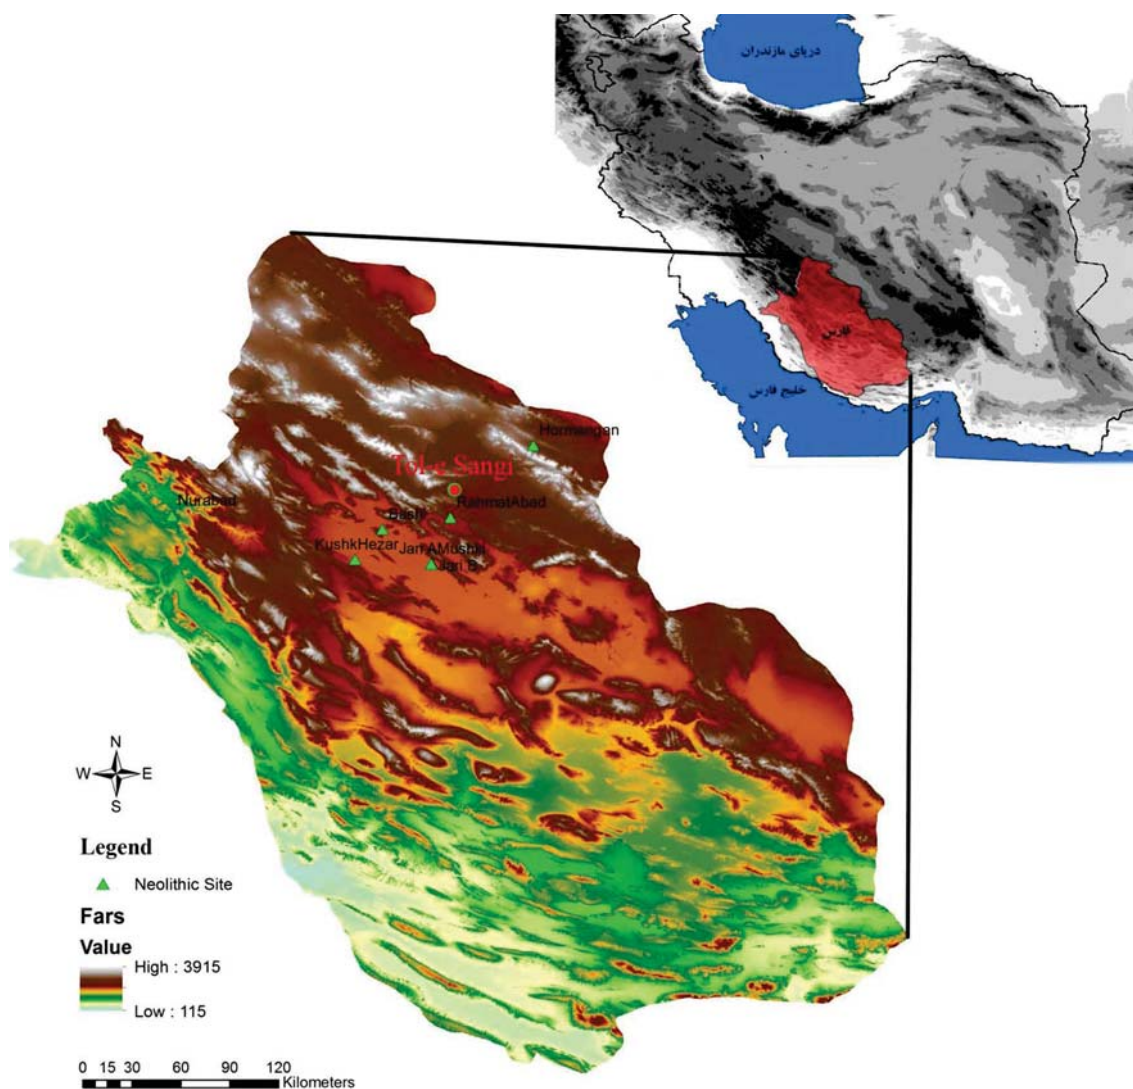 دریای مازندران
فارس
خلیج فارس
Hormangan
Tol-e Sangi
Nurabad
RahmatAbad
Bashi
KushkHezar
Jari A
Mushki
Jari B
N
W
E
S
Legend
Neolithic Site
Fars
Value
High : 3915
Low : 115
0 15 30 60 90 120
Kilometers